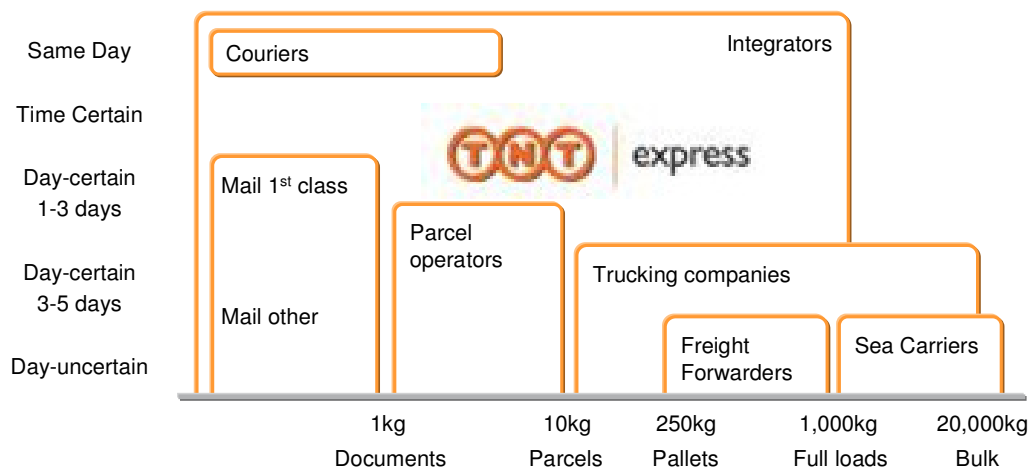 Same Day
Couriers
Integrators
Time Certain
TNT express
Day-certain
1-3 days
Mail 1st class
Parcel
operators
Day-certain
3-5 days
Trucking companies
Mail other
Freight
Forwarders
Sea Carriers
Day-uncertain
1kg
10kg
250kg
1,000kg
20,000kg
Documents
Parcels
Pallets
Full loads
Bulk